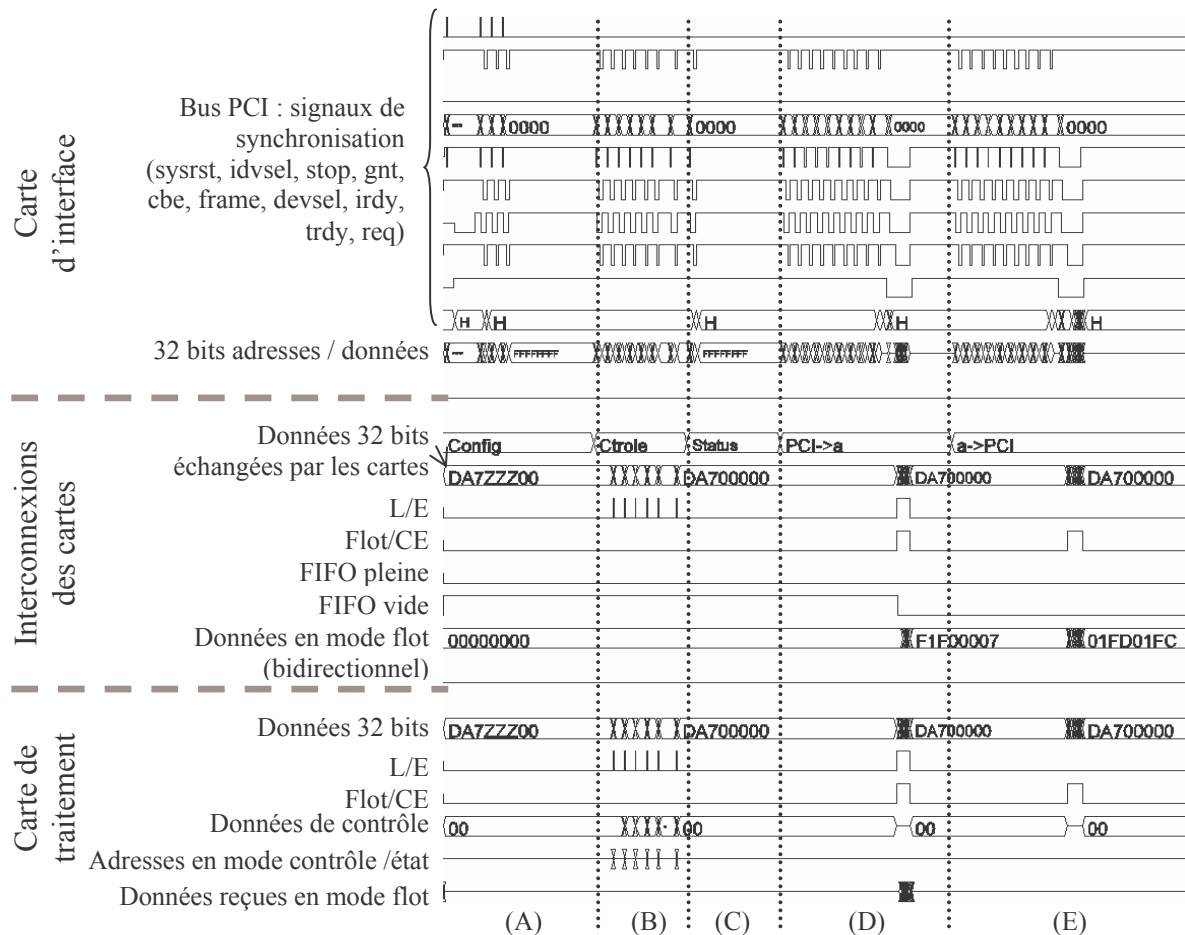 Carte
d'interface
Bus PCI : signaux de
synchronisation
(sysrst, idvsel, stop, gnt,
cbe, frame, devsel, irdy,
trdy, req)
0000 0000 0000 0000
H H H H H
32 bits adresses / données
FFFFFFFF FFFFFFFF
Interconnexions
des cartes
Données 32 bits
échangées par les cartes
Config Ctrole Status PCI->a a->PCI
DA7ZZZ00 DA700000 DA700000 DA700000
L/E
Flot/CE
FIFO pleine
FIFO vide
Données en mode flot
(bidirectionnel)
00000000 F1F00007 01FD01FC
Carte de
traitement
Données 32 bits
DA7ZZZ00 DA700000 DA700000 DA700000
L/E
Flot/CE
Données de contrôle
00 00 00 00
Adresses en mode contrôle /état
Données reçues en mode flot
(A) (B) (C) (D) (E)